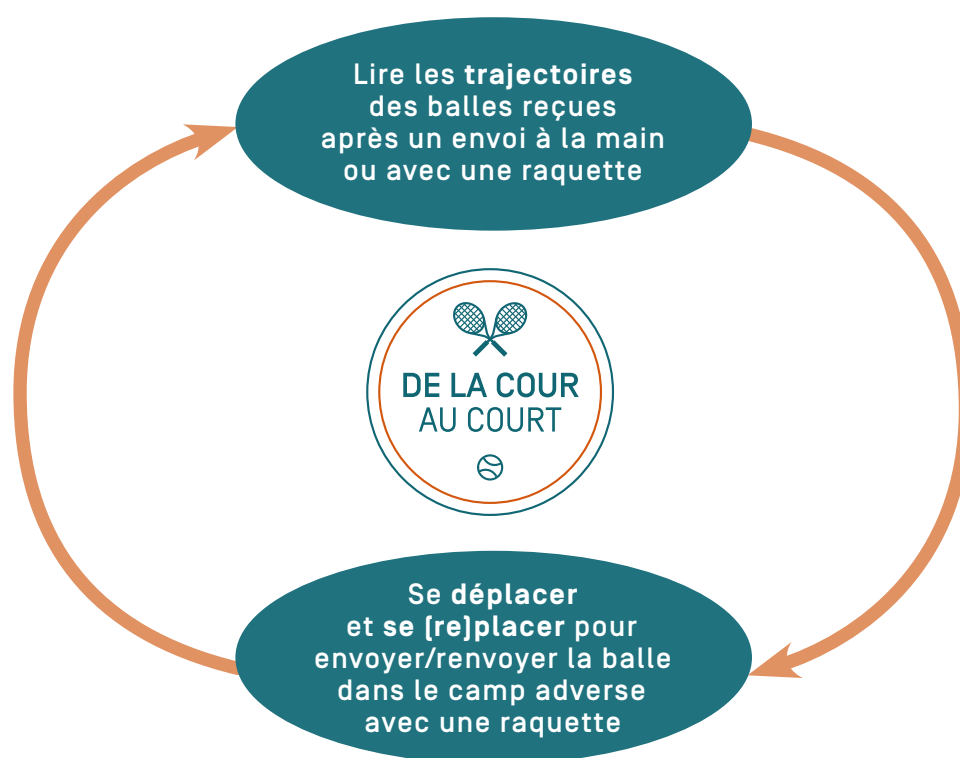 Lire les trajectoires
des balles reçues
après un envoi à la main
ou avec une raquette
DE LA COUR
AU COURT
Se déplacer
et se (re)placer pour
envoyer/renvoyer la balle
dans le camp adverse
avec une raquette